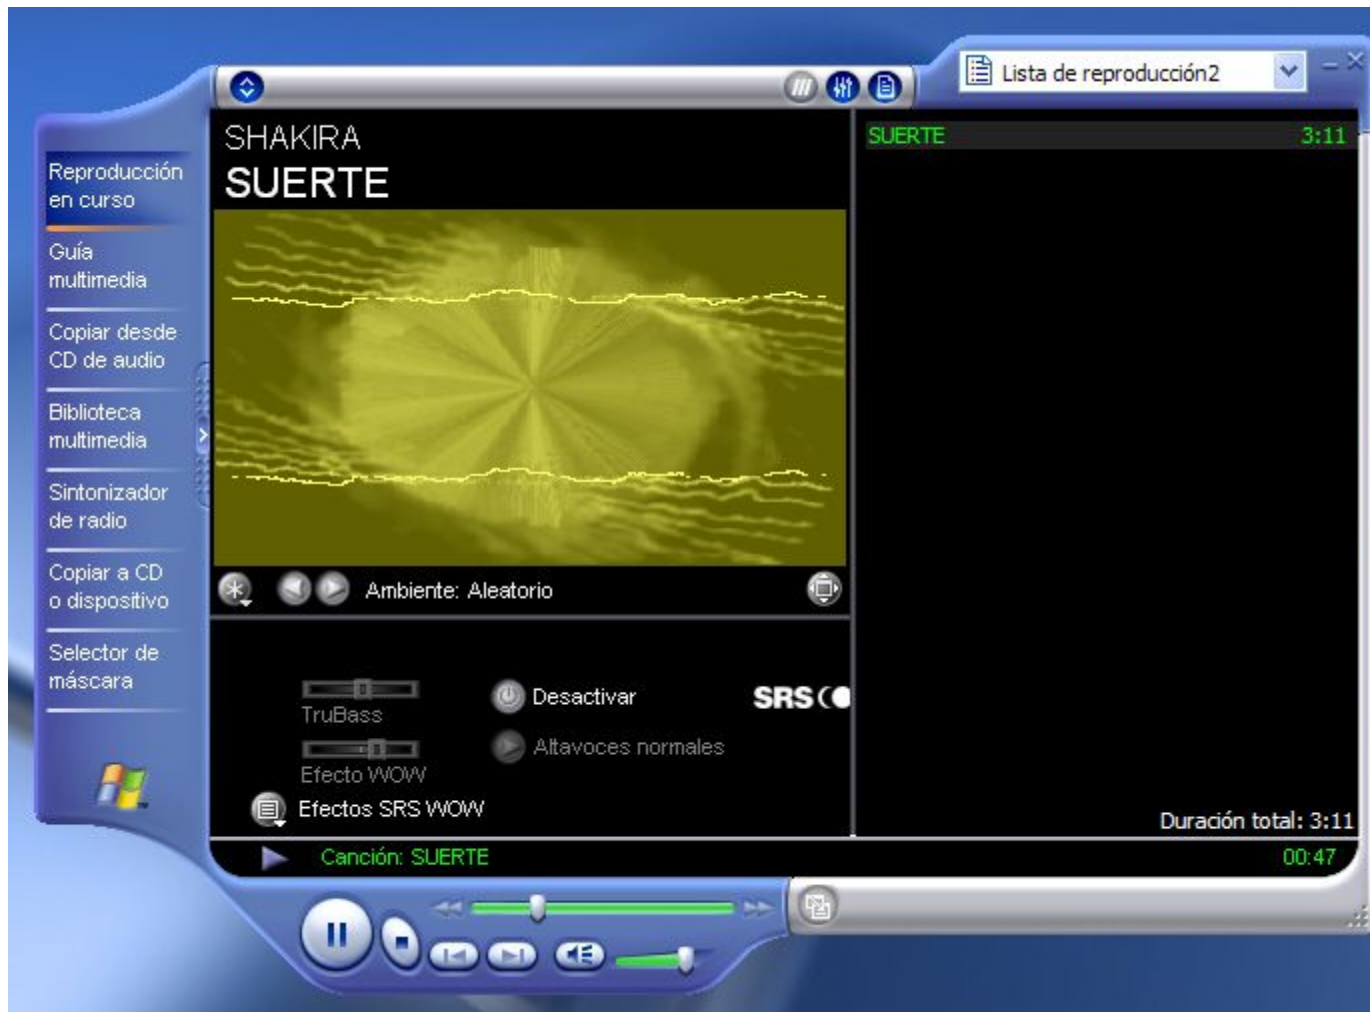 Lista de reproducción2
SHAKIRA
SUERTE
SUERTE 3:11
Reproducción
en curso
Guía
multimedia
Copiar desde
CD de audio
Biblioteca
multimedia
Sintonizador
de radio
Copiar a CD
o dispositivo
Selector de
máscara
Ambiente: Aleatorio
TruBass
Desactivar
SRS
Efecto WOW
Altavoces normales
Efectos SRS WOW
Duración total: 3:11
Canción: SUERTE 00:47